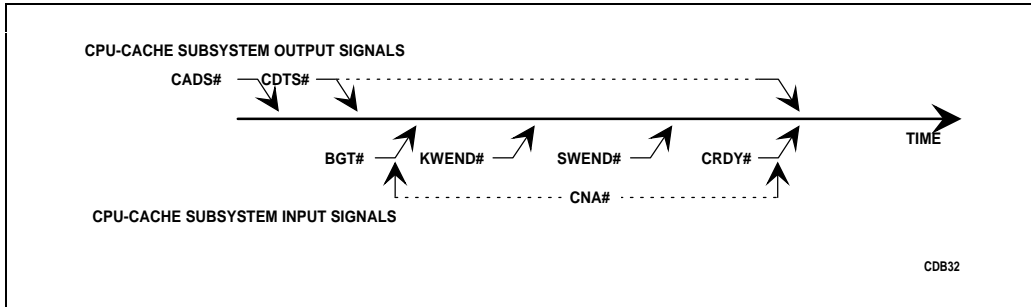 CPU-CACHE SUBSYSTEM OUTPUT SIGNALS
CADS# CDTS#
TIME
BGT# KWEND# SWEND# CRDY#
CNA#
CPU-CACHE SUBSYSTEM INPUT SIGNALS
CDB32